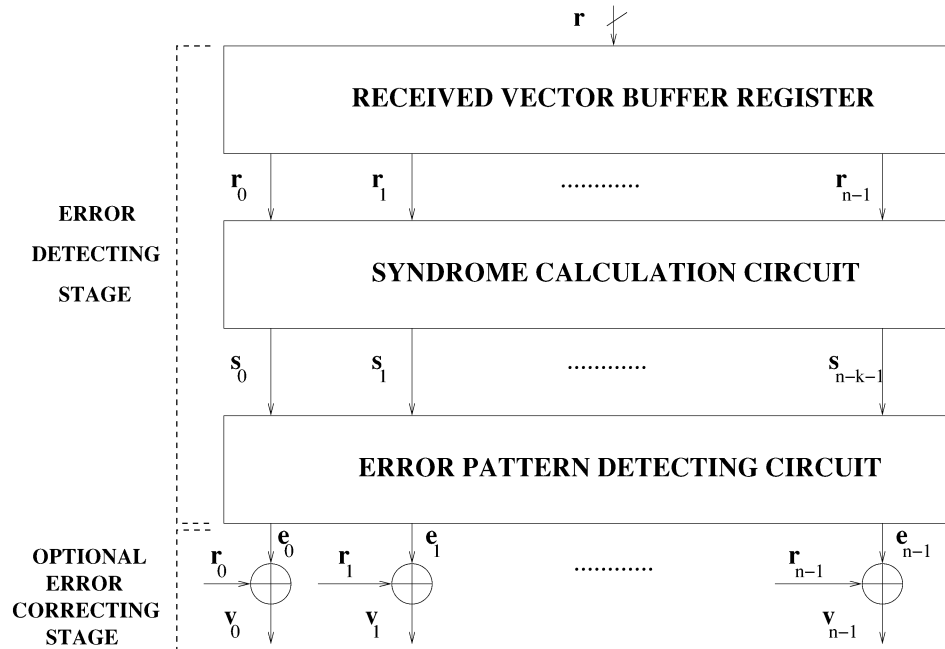 r
RECEIVED VECTOR BUFFER REGISTER
r0 r1 ............ rn−1
ERROR
DETECTING
STAGE
SYNDROME CALCULATION CIRCUIT
s0 s1 ............ sn−k−1
ERROR PATTERN DETECTING CIRCUIT
e0 e1 en−1
OPTIONAL
ERROR
CORRECTING
STAGE
r0 r1 ............ rn−1
v0 v1 vn−1